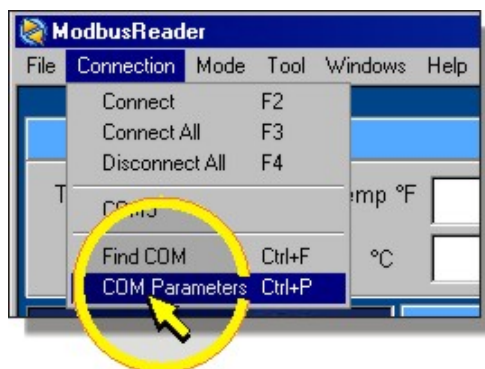 ModbusReader
File Connection Mode Tool Windows Help
Connect F2
Connect All F3
Disconnect All F4
T
emp °F
Find COM Ctrl+F
°C
COM Parameters Ctrl+P